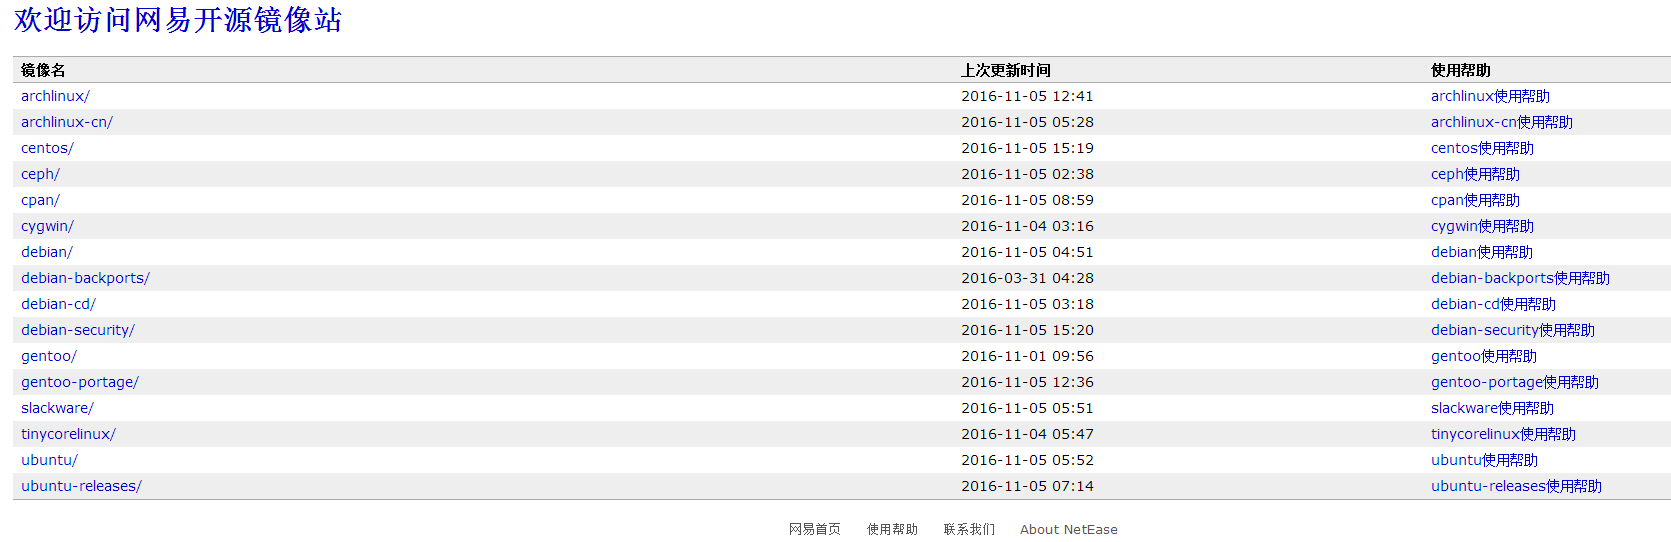 欢迎访问网易开源镜像站
镜像名 上次更新时间 使用帮助
archlinux/ 2016-11-05 12:41 archlinux使用帮助
archlinux-cn/ 2016-11-05 05:28 archlinux-cn使用帮助
centos/ 2016-11-05 15:19 centos使用帮助
ceph/ 2016-11-05 02:38 ceph使用帮助
cpan/ 2016-11-05 08:59 cpan使用帮助
cygwin/ 2016-11-04 03:16 cygwin使用帮助
debian/ 2016-11-05 04:51 debian使用帮助
debian-backports/ 2016-03-31 04:28 debian-backports使用帮助
debian-cd/ 2016-11-05 03:18 debian-cd使用帮助
debian-security/ 2016-11-05 15:20 debian-security使用帮助
gentoo/ 2016-11-01 09:56 gentoo使用帮助
gentoo-portage/ 2016-11-05 12:36 gentoo-portage使用帮助
slackware/ 2016-11-05 05:51 slackware使用帮助
tinycorelinux/ 2016-11-04 05:47 tinycorelinux使用帮助
ubuntu/ 2016-11-05 05:52 ubuntu使用帮助
ubuntu-releases/ 2016-11-05 07:14 ubuntu-releases使用帮助
网易首页 使用帮助 联系我们 About NetEase